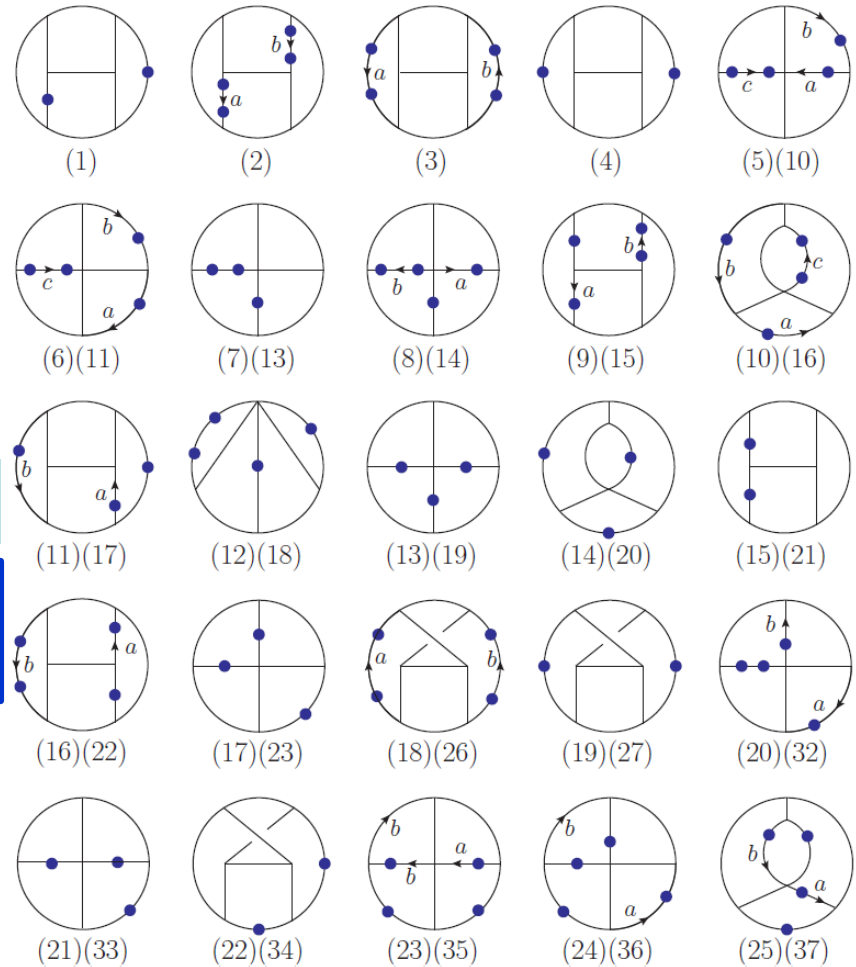 b a a b b c a
(1) (2) (3) (4) (5)(10)
b c a b a b a b c a
(6)(11) (7)(13) (8)(14) (9)(15) (10)(16)
b a
(11)(17) (12)(18) (13)(19) (14)(20) (15)(21)
b a a b b a
(16)(22) (17)(23) (18)(26) (19)(27) (20)(32)
b b a b a b a
(21)(33) (22)(34) (23)(35) (24)(36) (25)(37)